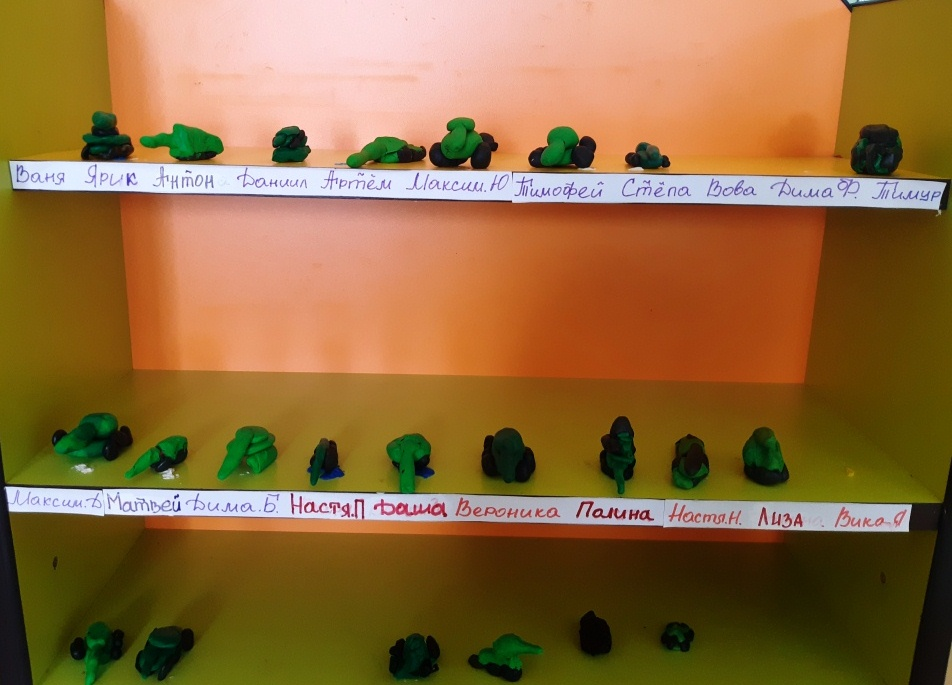 Ваня Ярик Антон Даниил Артём Максим.Ю Тимофей Стёпа Вова Дима Ф. Тимур
Максим.Д Матвей Дима.Б. Настя.П Даша Вероника Палина Настя.Н. Лиза Вика.Я